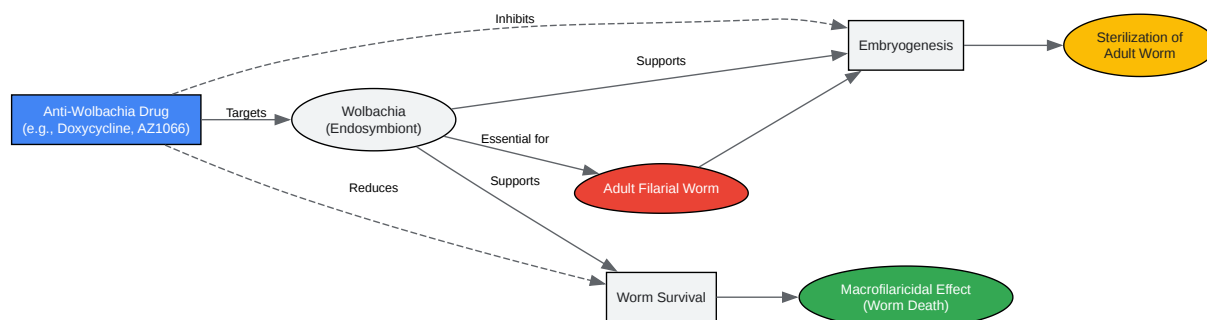 Inhibits
Embryogenesis
Sterilization of
Adult Worm
Supports
Anti-Wolbachia Drug
(e.g., Doxycycline, AZ1066)
Targets
Wolbachia
(Endosymbiont)
Essential for
Reduces
Supports
Adult Filarial Worm
Worm Survival
Macrofilaricidal Effect
(Worm Death)